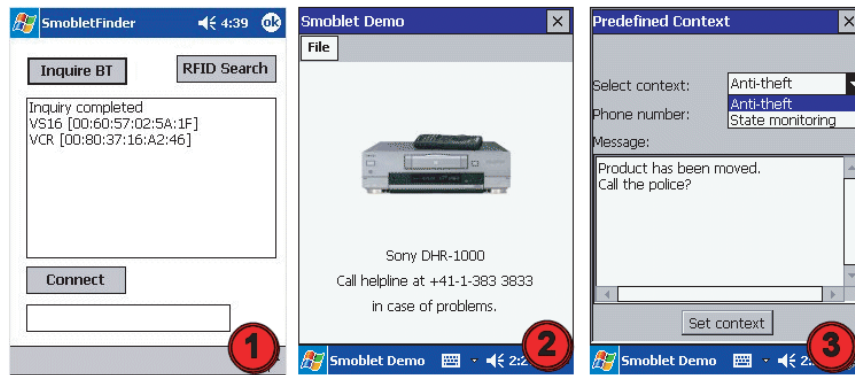 SmobletFinder 4:39 ok
Inquire BT RFID Search
Inquiry completed
VS16 [00:60:57:02:5A:1F]
VCR [00:80:37:16:A2:46]
Connect
1
Smoblet Demo
File
Sony DHR-1000
Call helpline at +41-1-383 3833
in case of problems.
Smoblet Demo
2
Predefined Context
Select context: Anti-theft
Anti-theft
Phone number: State monitoring
Message:
Product has been moved.
Call the police?
Set context
Smoblet Demo
3